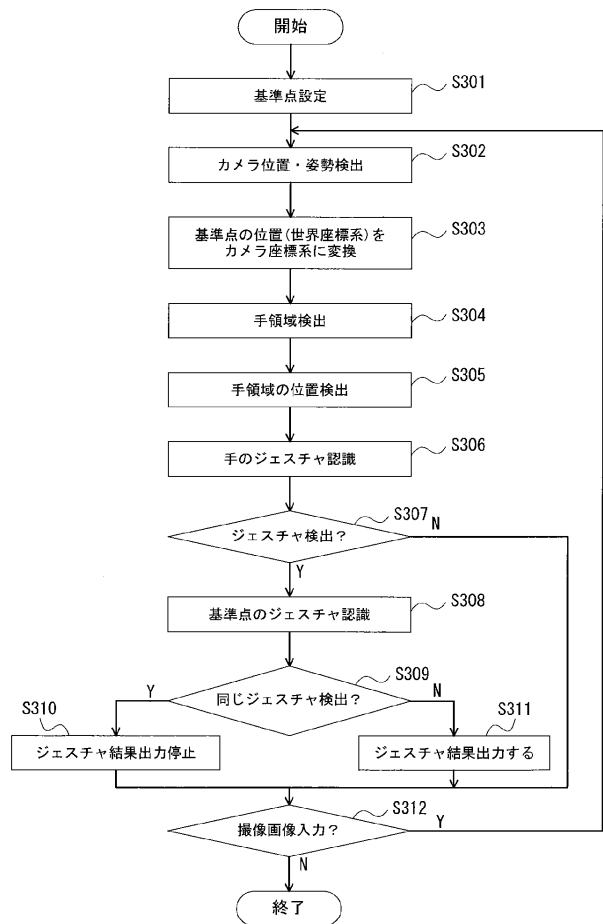 開始
基準点設定
S301
カメラ位置・姿勢検出
S302
基準点の位置(世界座標系)を
カメラ座標系に変換
S303
手領域検出
S304
手領域の位置検出
S305
手のジェスチャ認識
S306
ジェスチャ検出?
S307
N
Y
基準点のジェスチャ認識
S308
同じジェスチャ検出?
S309
Y
N
S310
ジェスチャ結果出力停止
S311
ジェスチャ結果出力する
撮像画像入力?
S312
Y
N
終了